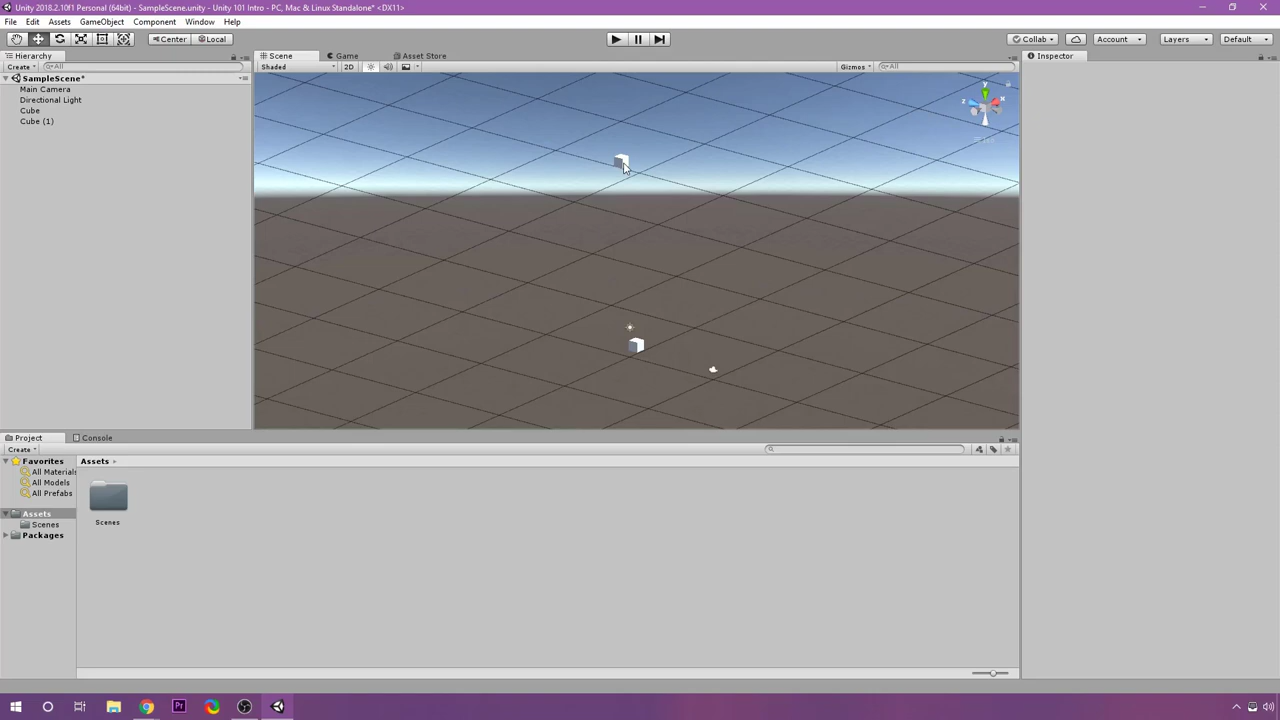 Unity 2018.2.10f1 Personal (64bit) - SampleScene.unity - Unity 101 Intro - PC, Mac & Linux Standalone* <DX11>
File Edit Assets GameObject Component Window Help
Center Local Collab Account Layers Default
Hierarchy Scene Game Asset Store Inspector
Create All Shaded 2D Gizmos All
SampleScene*
Main Camera
Directional Light
Cube
Cube (1)
y
z x
Project Console
Create
Favorites Assets
All Materials
All Models
All Prefabs
Assets
Scenes Scenes
Packages
Pr